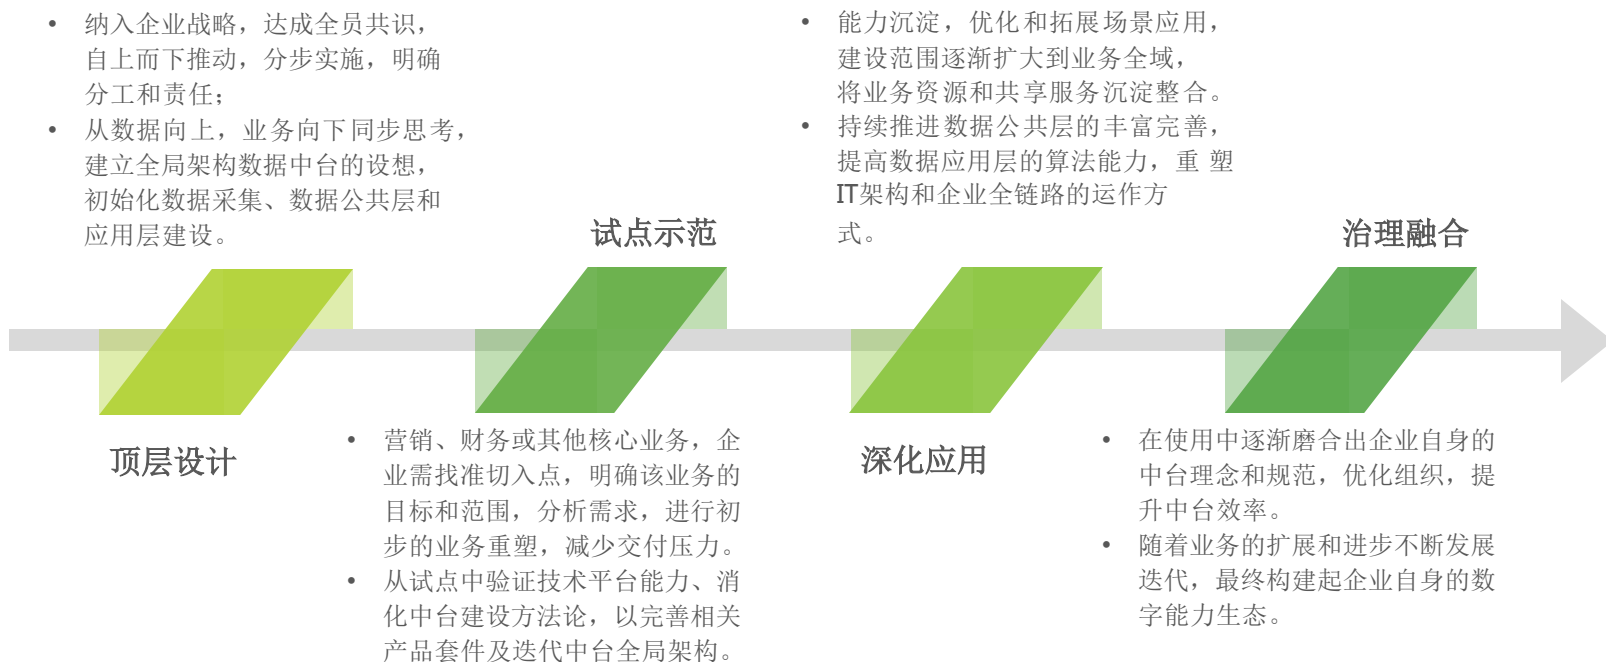 • 纳入企业战略，达成全员共识，
自上而下推动，分步实施，明确
分工和责任；
• 从数据向上，业务向下同步思考，
建立全局架构数据中台的设想，
初始化数据采集、数据公共层和
应用层建设。
顶层设计
试点示范
• 营销、财务或其他核心业务，企
业需找准切入点，明确该业务的
目标和范围，分析需求，进行初
步的业务重塑，减少交付压力。
• 从试点中验证技术平台能力、消
化中台建设方法论，以完善相关
产品套件及迭代中台全局架构。
• 能力沉淀，优化和拓展场景应用，
建设范围逐渐扩大到业务全域，
将业务资源和共享服务沉淀整合。
• 持续推进数据公共层的丰富完善，
提高数据应用层的算法能力，重 塑
IT架构和企业全链路的运作方
式。
深化应用
治理融合
• 在使用中逐渐磨合出企业自身的
中台理念和规范，优化组织，提
升中台效率。
• 随着业务的扩展和进步不断发展
迭代，最终构建起企业自身的数
字能力生态。